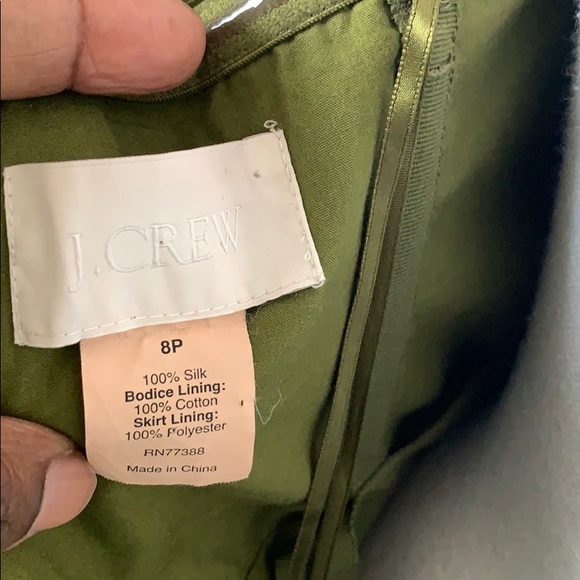 J.CREW
8P
100% Silk
Bodice Lining:
100% Cotton
Skirt Lining:
100% Polyester
RN77388
Made in China